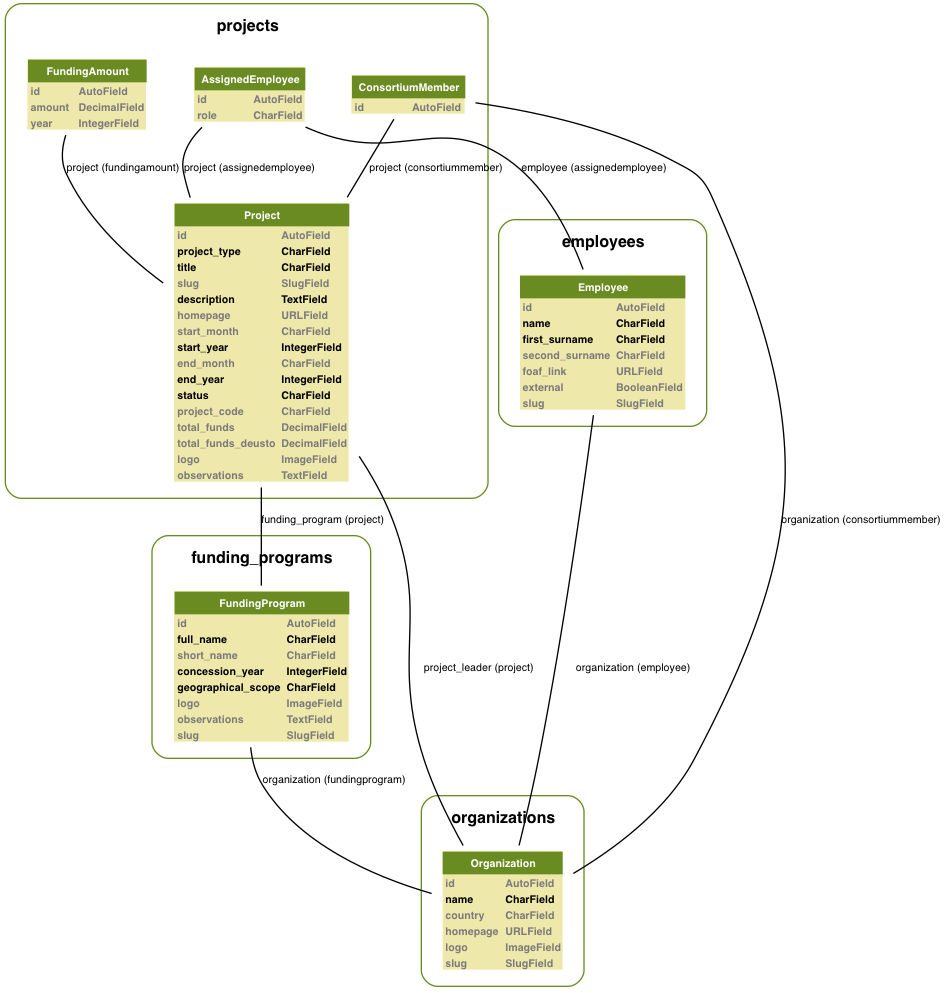 projects
FundingAmount
id AutoField
amount DecimalField
year IntegerField
AssignedEmployee
id AutoField
role CharField
ConsortiumMember
id AutoField
project (fundingamount)
project (assignedemployee)
project (consortiummember)
employee (assignedemployee)
Project
id AutoField
project_type CharField
title CharField
slug SlugField
description TextField
homepage URLField
start_month CharField
start_year IntegerField
end_month CharField
end_year IntegerField
status CharField
project_code CharField
total_funds DecimalField
total_funds_deusto DecimalField
logo ImageField
observations TextField
employees
Employee
id AutoField
name CharField
first_surname CharField
second_surname CharField
foaf_link URLField
external BooleanField
slug SlugField
funding_program (project)
organization (consortiummember)
funding_programs
FundingProgram
id AutoField
full_name CharField
short_name CharField
concession_year IntegerField
geographical_scope CharField
logo ImageField
observations TextField
slug SlugField
project_leader (project)
organization (employee)
organization (fundingprogram)
organizations
Organization
id AutoField
name CharField
country CharField
homepage URLField
logo ImageField
slug SlugField